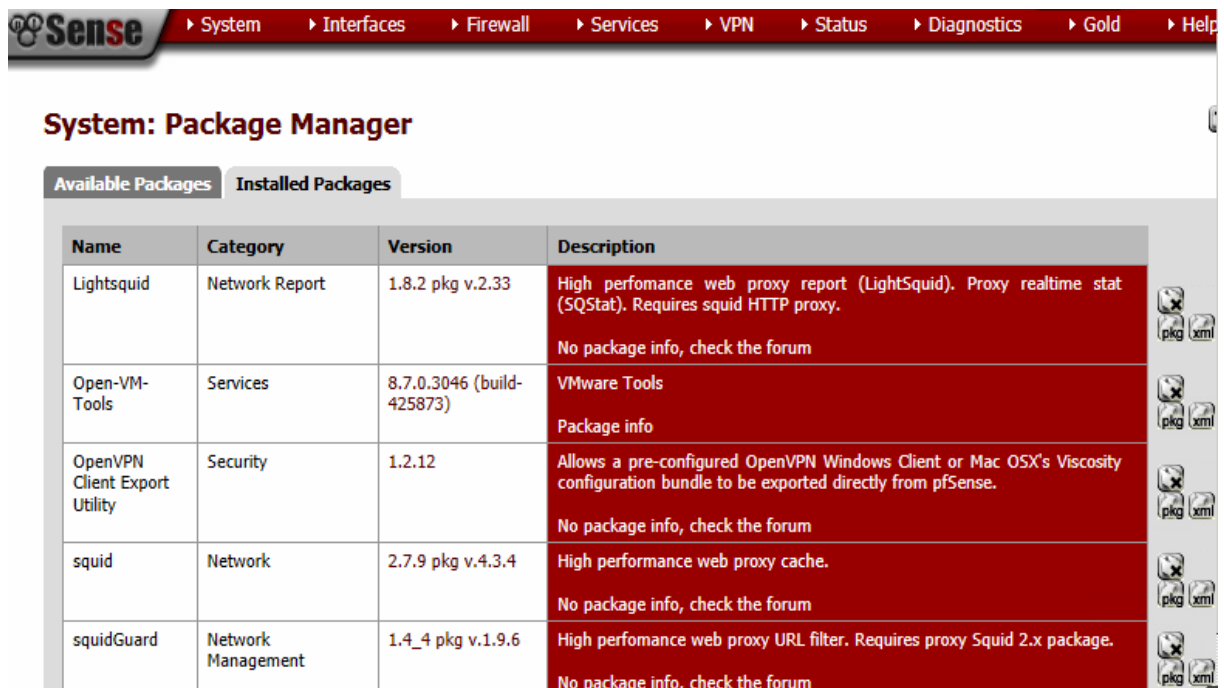 Sense
System Interfaces Firewall Services VPN Status Diagnostics Gold Help
System: Package Manager
Available Packages Installed Packages
Name Category Version Description
Lightsquid Network Report 1.8.2 pkg v.2.33 High perfomance web proxy report (LightSquid). Proxy realtime stat
(SQStat). Requires squid HTTP proxy.
No package info, check the forum
pkg xml
Open-VM- Services 8.7.0.3046 (build- VMware Tools
Tools 425873)
Package info
pkg xml
OpenVPN Security 1.2.12 Allows a pre-configured OpenVPN Windows Client or Mac OSX's Viscosity
Client Export configuration bundle to be exported directly from pfSense.
Utility
No package info, check the forum
pkg xml
squid Network 2.7.9 pkg v.4.3.4 High performance web proxy cache.
No package info, check the forum
pkg xml
squidGuard Network 1.4_4 pkg v.1.9.6 High perfomance web proxy URL filter. Requires proxy Squid 2.x package.
Management
No package info, check the forum
pkg xml